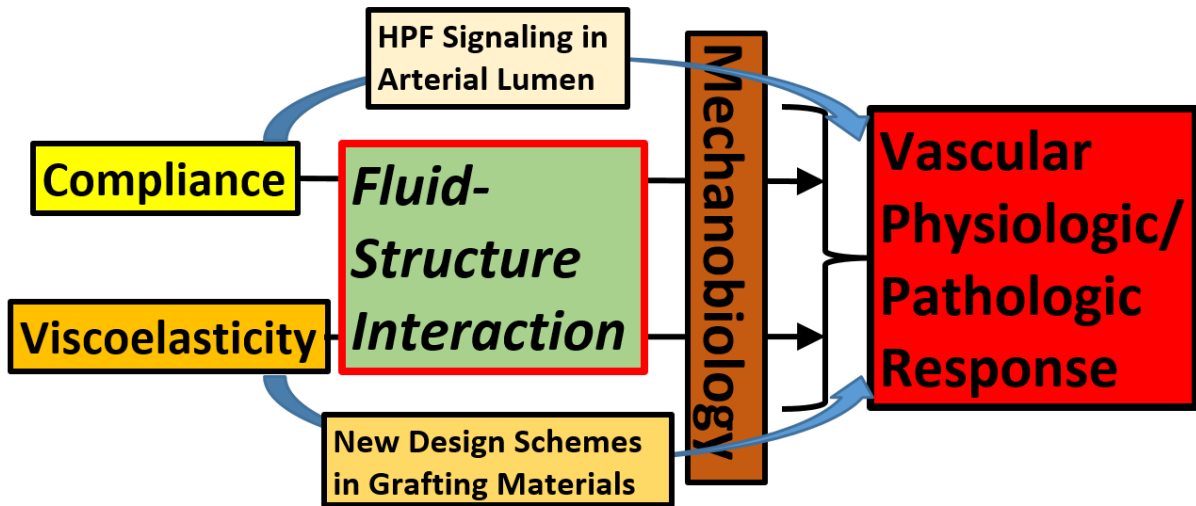 HPF Signaling in
Arterial Lumen
Compliance
Viscoelasticity
Fluid-
Structure
Interaction
New Design Schemes
in Grafting Materials
Mechanobiology
Vascular
Physiologic/
Pathologic
Response